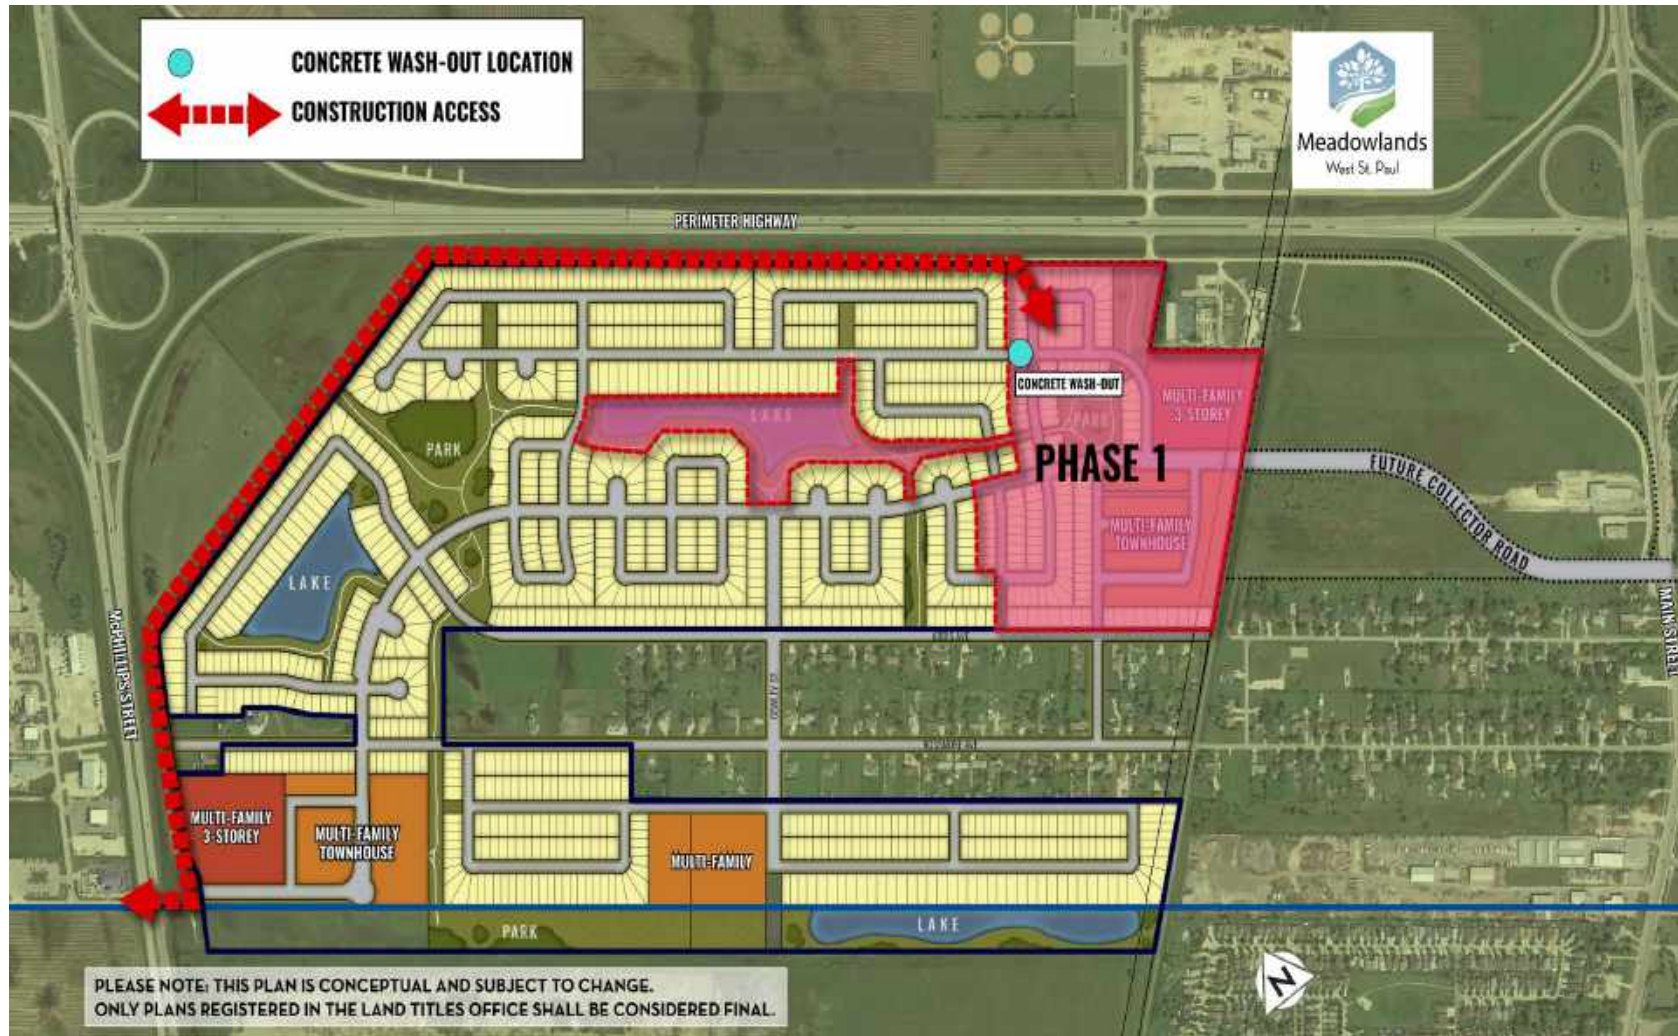 CONCRETE WASH-OUT LOCATION
CONSTRUCTION ACCESS
Meadowlands
West St. Paul
PERIMETER HIGHWAY
CONCRETE WASH-OUT
LAKE
PARK
MULTI-FAMILY
3-STOREY
PHASE 1
PARK
FUTURE COLLECTOR ROAD
MULTI-FAMILY
TOWNHOUSE
LAKE
McPHILLIPS STREET
MAIN STREET
MULTI-FAMILY
3-STOREY
MULTI-FAMILY
TOWNHOUSE
MULTI-FAMILY
PARK
LAKE
N
PLEASE NOTE: THIS PLAN IS CONCEPTUAL AND SUBJECT TO CHANGE.
ONLY PLANS REGISTERED IN THE LAND TITLES OFFICE SHALL BE CONSIDERED FINAL.